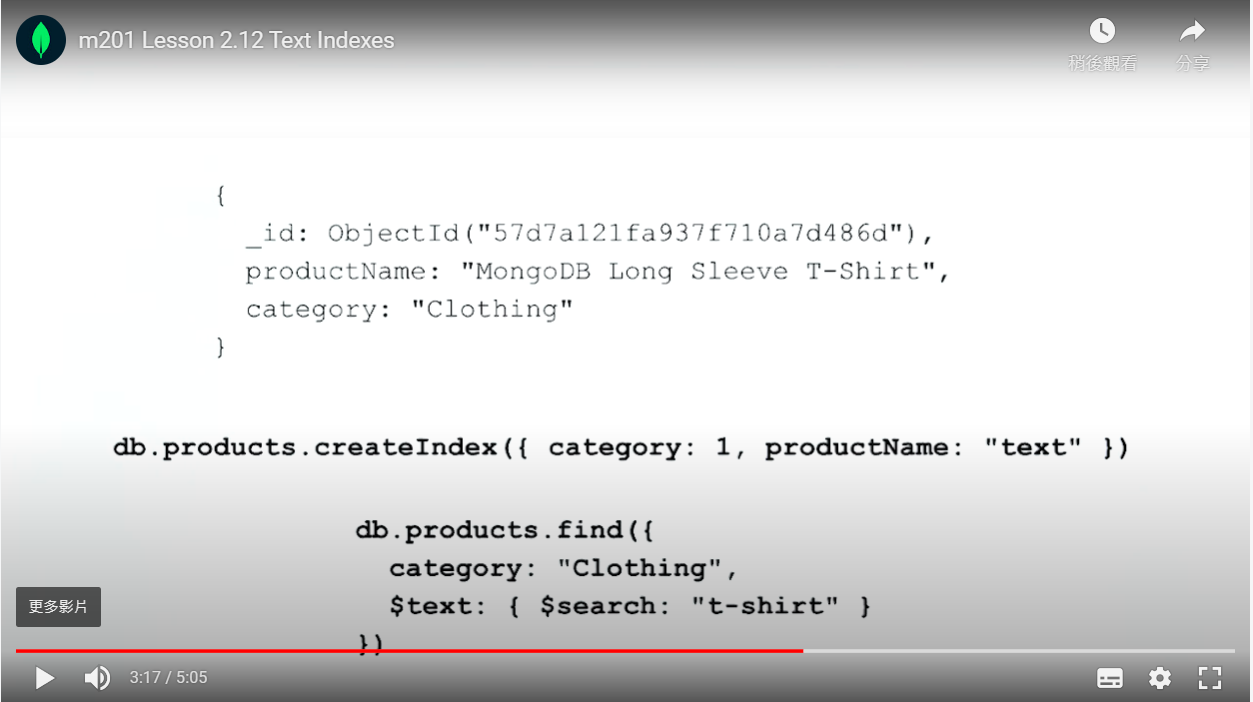 m201 Lesson 2.12 Text Indexes
稍後觀看
分享
{
_id: ObjectId("57d7a121fa937f710a7d486d"),
productName: "MongoDB Long Sleeve T-Shirt",
category: "Clothing"
}
db.products.createIndex({ category: 1, productName: "text" })
db.products.find({
category: "Clothing",
$text: { $search: "t-shirt" }
})
更多影片
3:17 / 5:05